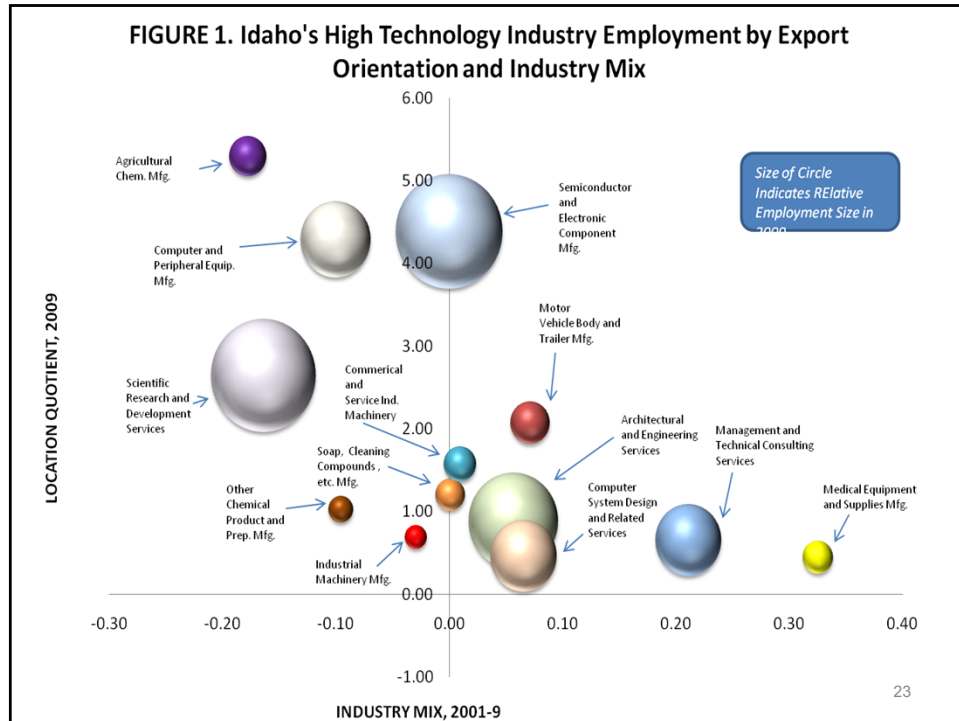 FIGURE 1. Idaho's High Technology Industry Employment by Export
Orientation and Industry Mix
6.00
Agricultural
Chem. Mfg.
5.00
Semiconductor
and
Electronic
Component
Mfg.
Size of Circle
Indicates RElative
Employment Size in
2009
Computer and
Peripheral Equip.
Mfg.
4.00
LOCATION QUOTIENT, 2009
Motor
Vehicle Body and
Trailer Mfg.
3.00
Scientific
Research and
Development
Services
Commerical
and
Service Ind.
Machinery
2.00
Architectural
and Engineering
Services
Management and
Technical Consulting
Services
Soap, Cleaning
Compounds ,
etc. Mfg.
Computer
System Design
and Related
Services
Medical Equipment
and Supplies Mfg.
Other
Chemical
Product and
Prep. Mfg.
1.00
Industrial
Machinery Mfg.
0.00
-0.30
-0.20
-0.10
0.00
0.10
0.20
0.30
0.40
-1.00
INDUSTRY MIX, 2001-9
23